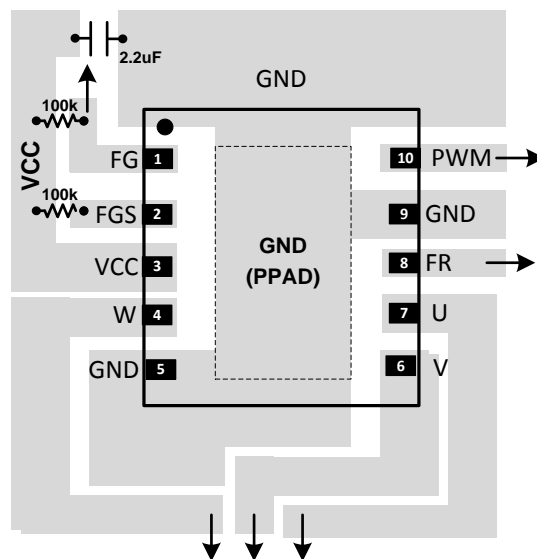 2.2uF
GND
100k
VCC
100k
FG 1
FGS 2
VCC 3
W 4
GND 5
GND
(PPAD)
10 PWM
9 GND
8 FR
7 U
6 V